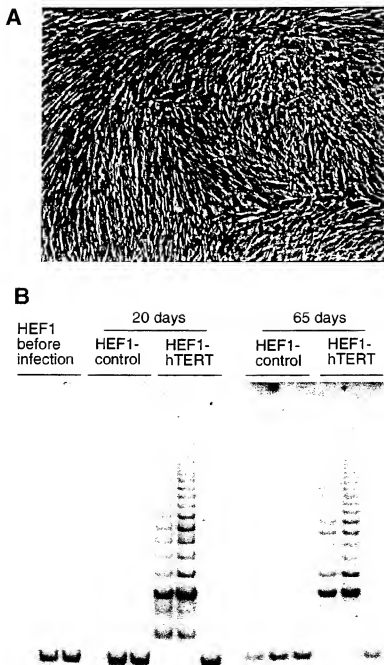 A
B
20 days
65 days
HEF1 before infection
HEF1-control
HEF1-hTERT
HEF1-control
HEF1-hTERT